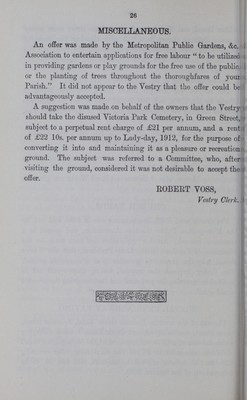 26
MISCELLANEOUS.
An offer was made by the Metropolitan Public Gardens, &c.,
Association to entertain applications for free labour "to be utilized
in providing gardens or play grounds for the free use of the public,
or the planting of trees throughout the thoroughfares of your
Parish." It did not appear to the Vestry that the offer could be
advantageously accepted.
A suggestion was made on behalf of the owners that the Vestry
should take the disused Victoria Park Cemetery, in Green Street,
subject to a perpetual rent charge of £21 per annum, and a rent
of £22 10s. per annum up to Lady-day, 1912, for the purpose of
converting it into and maintaining it as a pleasure or recreation
ground. The subject was referred to a Committee, who, after
visiting the ground, considered it was not desirable to accept the
offer.
ROBERT VOSS,
Vestry Clerk.